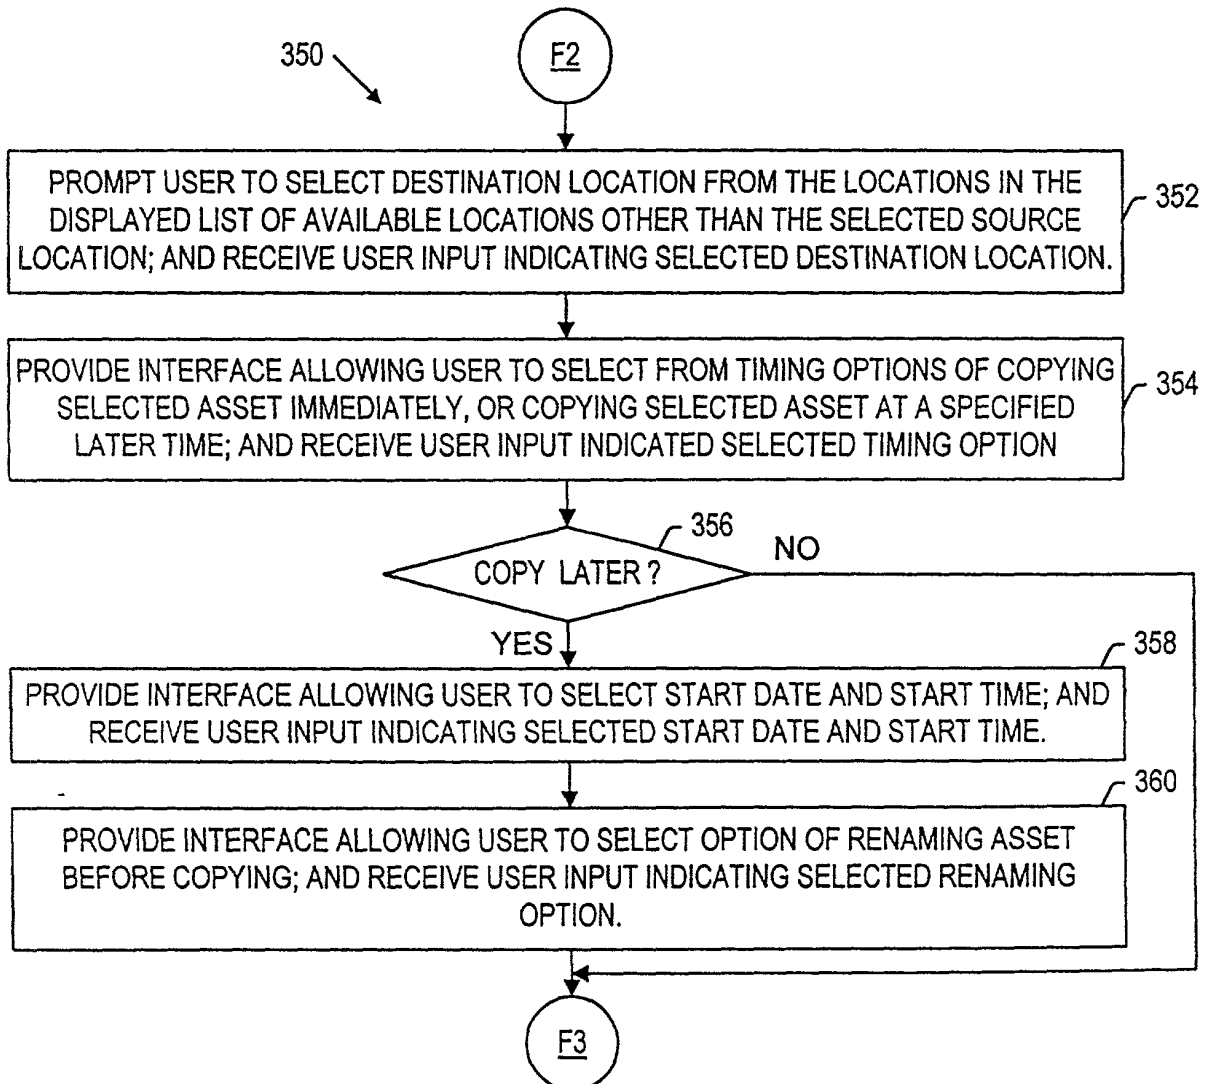 350
F2
PROMPT USER TO SELECT DESTINATION LOCATION FROM THE LOCATIONS IN THE
DISPLAYED LIST OF AVAILABLE LOCATIONS OTHER THAN THE SELECTED SOURCE
LOCATION; AND RECEIVE USER INPUT INDICATING SELECTED DESTINATION LOCATION.
352
PROVIDE INTERFACE ALLOWING USER TO SELECT FROM TIMING OPTIONS OF COPYING
SELECTED ASSET IMMEDIATELY, OR COPYING SELECTED ASSET AT A SPECIFIED
LATER TIME; AND RECEIVE USER INPUT INDICATED SELECTED TIMING OPTION
354
356
COPY LATER?
NO
YES
358
PROVIDE INTERFACE ALLOWING USER TO SELECT START DATE AND START TIME; AND
RECEIVE USER INPUT INDICATING SELECTED START DATE AND START TIME.
360
PROVIDE INTERFACE ALLOWING USER TO SELECT OPTION OF RENAMING ASSET
BEFORE COPYING; AND RECEIVE USER INPUT INDICATING SELECTED RENAMING
OPTION.
F3